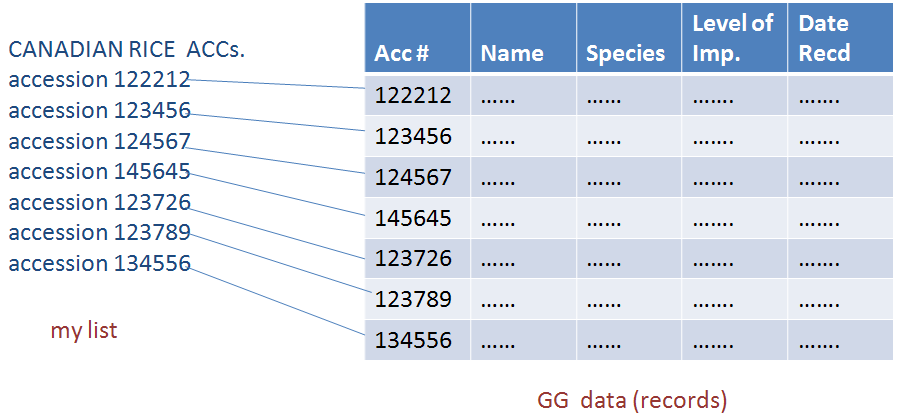 CANADIAN RICE ACCs.
accession 122212
accession 123456
accession 124567
accession 145645
accession 123726
accession 123789
accession 134556
my list
Acc # Name Species Level of Imp. Date Recd
122212 ...... ...... ....... .......
123456 ...... ...... ....... .......
124567 ...... ...... ....... .......
145645 ...... ...... ....... .......
123726 ...... ...... ....... .......
123789 ...... ...... ....... .......
134556 ...... ...... ....... .......
GG data (records)